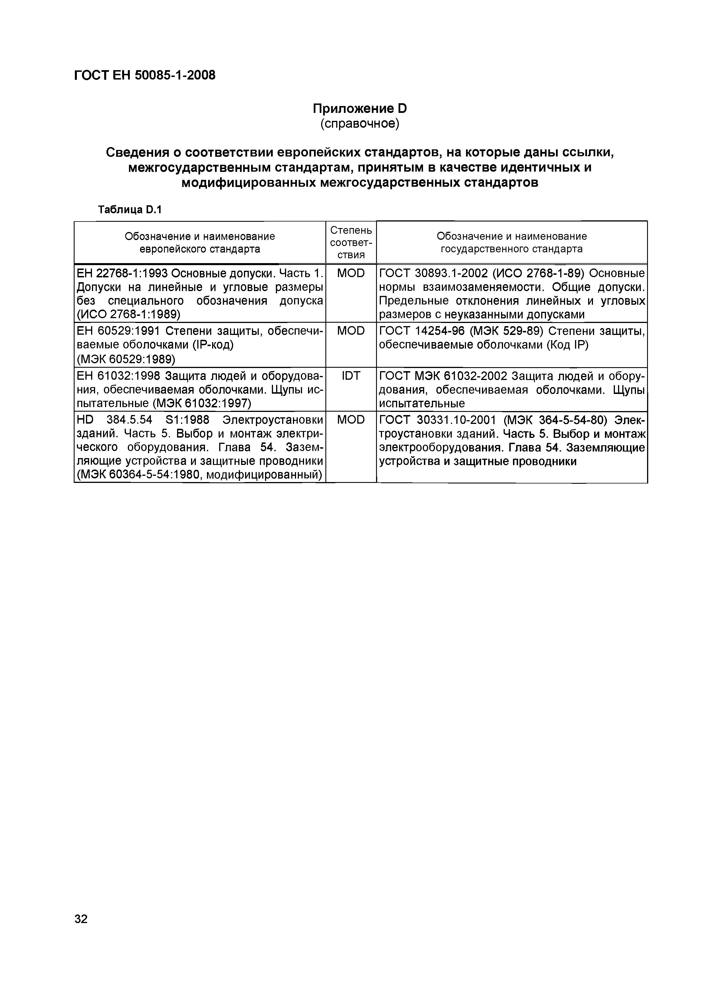 ГОСТ ЕН 50085-1-2008
Приложение D
(справочное)
Сведения о соответствии европейских стандартов, на которые даны ссылки,
межгосударственным стандартам, принятым в качестве идентичных и
модифицированных межгосударственных стандартов
Таблица D.1
Обозначение и наименование
европейского стандарта
Степень
соответ-
ствия
Обозначение и наименование
государственного стандарта
ЕН 22768-1:1993 Основные допуски. Часть 1.
Допуски на линейные и угловые размеры
без специального обозначения допуска
(ИСО 2768-1:1989)
MOD
ГОСТ 30893.1-2002 (ИСО 2768-1-89) Основные
нормы взаимозаменяемости. Общие допуски.
Предельные отклонения линейных и угловых
размеров с неуказанными допусками
ЕН 60529:1991 Степени защиты, обеспечи-
ваемые оболочками (IP-код)
(МЭК 60529:1989)
MOD
ГОСТ 14254-96 (МЭК 529-89) Степени защиты,
обеспечиваемые оболочками (Код IP)
ЕН 61032:1998 Защита людей и оборудова-
ния, обеспечиваемая оболочками. Щупы ис-
пытательные (МЭК 61032:1997)
IDT
ГОСТ МЭК 61032-2002 Защита людей и обору-
дования, обеспечиваемая оболочками. Щупы
испытательные
HD 384.5.54 S1:1988 Электроустановки
зданий. Часть 5. Выбор и монтаж электри-
ческого оборудования. Глава 54. Зазем-
ляющие устройства и защитные проводники
(МЭК 60364-5-54:1980, модифицированный)
MOD
ГОСТ 30331.10-2001 (МЭК 364-5-54-80) Элек-
троустановки зданий. Часть 5. Выбор и монтаж
электрооборудования. Глава 54. Заземляющие
устройства и защитные проводники
32